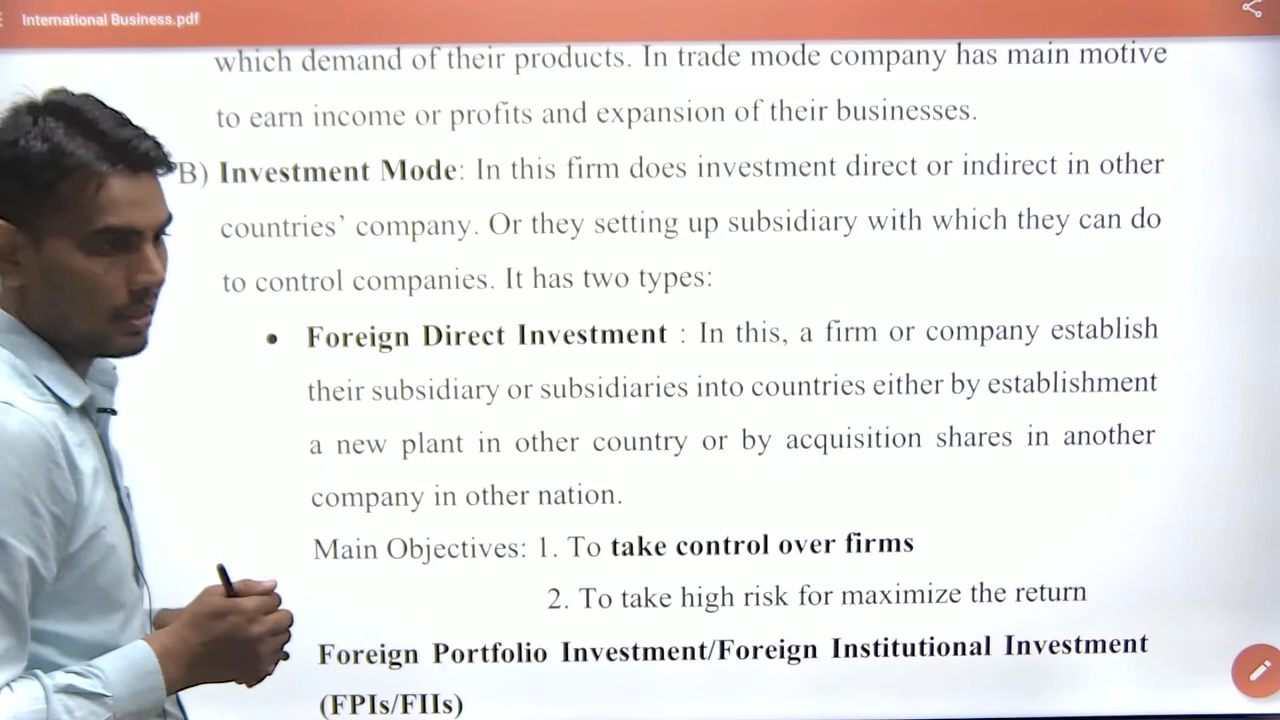 International Business.pdf
which demand of their products. In trade mode company has main motive
to earn income or profits and expansion of their businesses.
B) Investment Mode: In this firm does investment direct or indirect in other
countries’ company. Or they setting up subsidiary with which they can do
to control companies. It has two types:
• Foreign Direct Investment : In this, a firm or company establish
their subsidiary or subsidiaries into countries either by establishment
a new plant in other country or by acquisition shares in another
company in other nation.
Main Objectives: 1. To take control over firms
2. To take high risk for maximize the return
Foreign Portfolio Investment/Foreign Institutional Investment
(FPIs/FIIs)